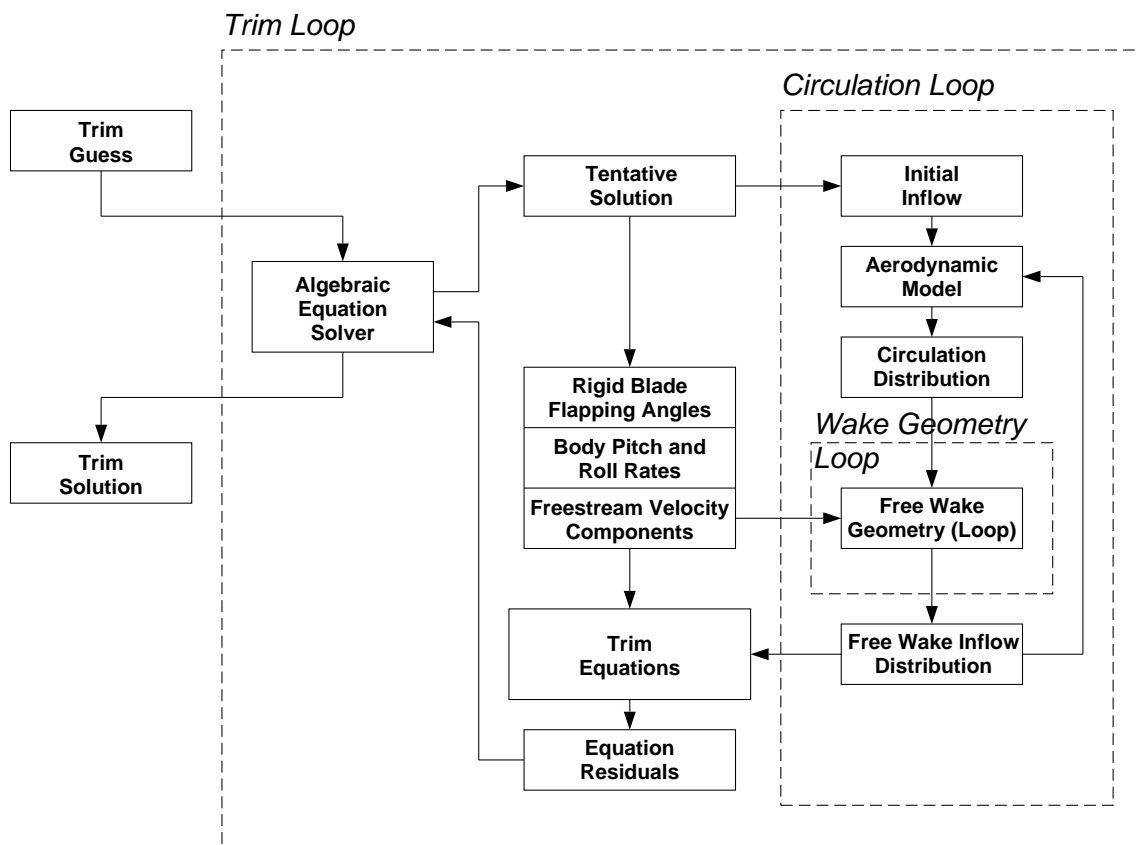 Trim Loop
Circulation Loop
Trim
Guess
Tentative
Solution
Initial
Inflow
Algebraic
Equation
Solver
Aerodynamic
Model
Circulation
Distribution
Rigid Blade
Flapping Angles
Body Pitch and
Roll Rates
Freestream Velocity
Components
Wake Geometry
Loop
Trim
Solution
Free Wake
Geometry (Loop)
Trim
Equations
Free Wake Inflow
Distribution
Equation
Residuals